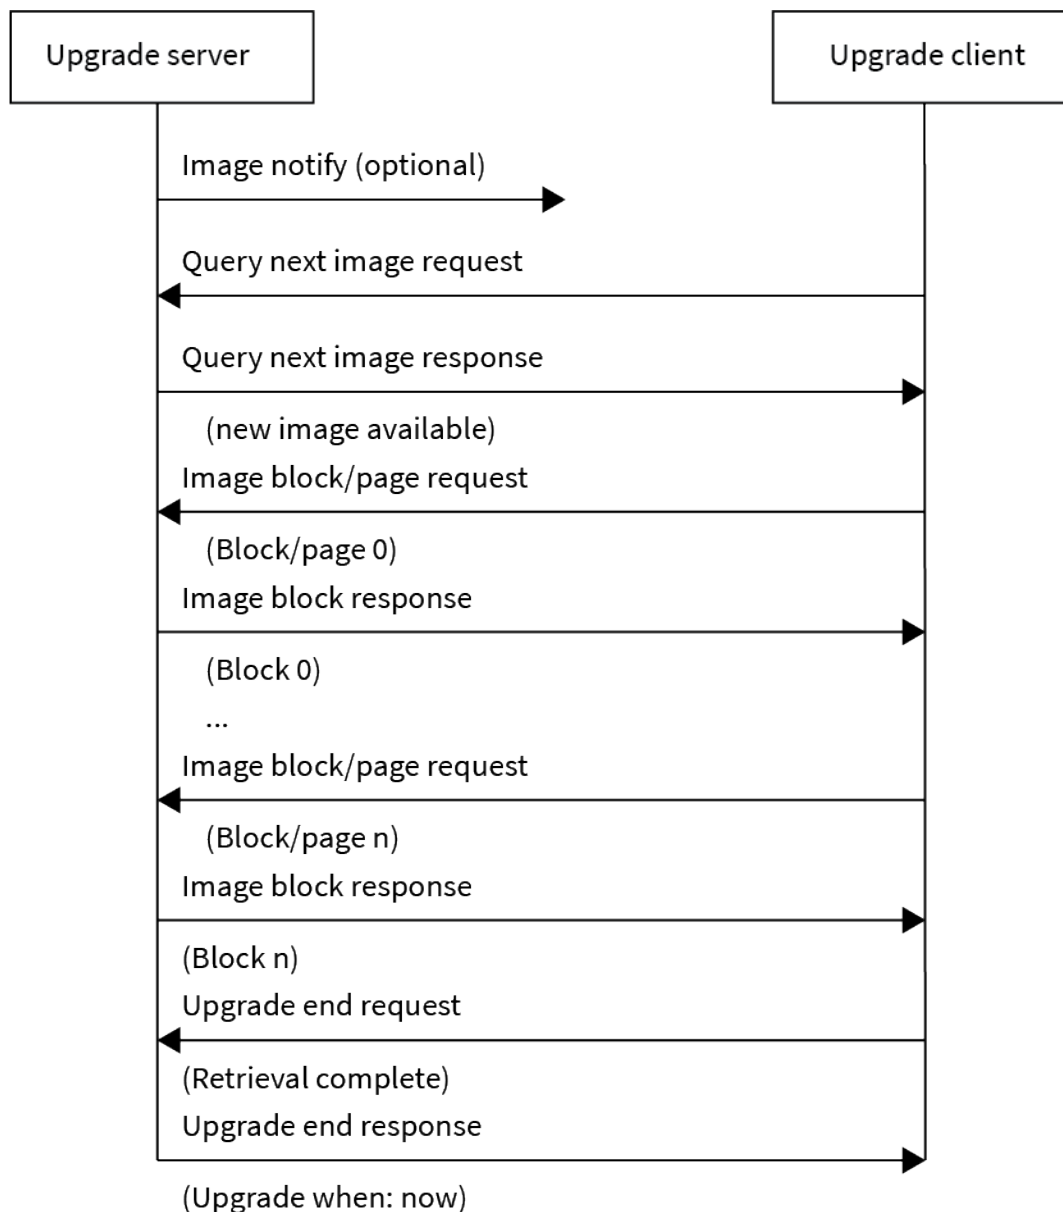 Upgrade server
Upgrade client
Image notify (optional)
Query next image request
Query next image response
(new image available)
Image block/page request
(Block/page 0)
Image block response
(Block 0)
...
Image block/page request
(Block/page n)
Image block response
(Block n)
Upgrade end request
(Retrieval complete)
Upgrade end response
(Upgrade when: now)